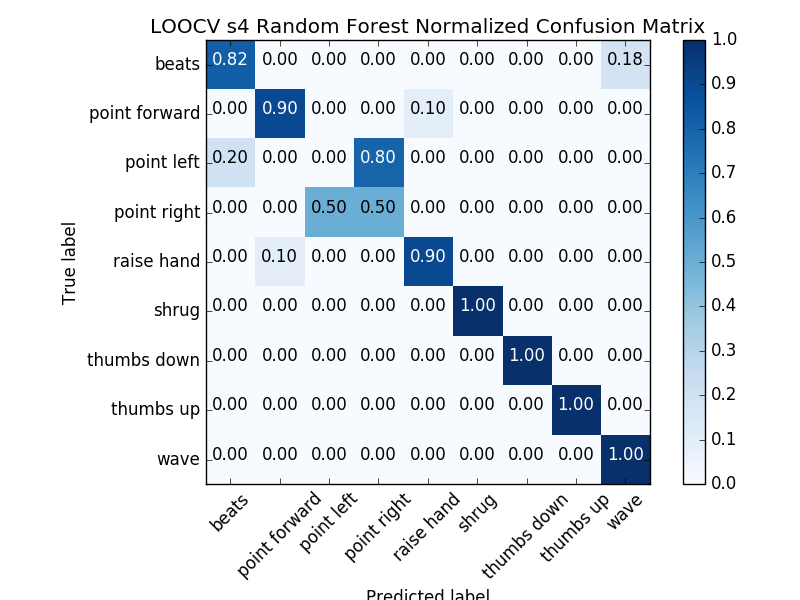 LOOCV s4 Random Forest Normalized Confusion Matrix
True label
beats 0.82 0.00 0.00 0.00 0.00 0.00 0.00 0.00 0.18
point forward 0.00 0.90 0.00 0.00 0.10 0.00 0.00 0.00 0.00
point left 0.20 0.00 0.00 0.80 0.00 0.00 0.00 0.00 0.00
point right 0.00 0.00 0.50 0.50 0.00 0.00 0.00 0.00 0.00
raise hand 0.00 0.10 0.00 0.00 0.90 0.00 0.00 0.00 0.00
shrug 0.00 0.00 0.00 0.00 0.00 1.00 0.00 0.00 0.00
thumbs down 0.00 0.00 0.00 0.00 0.00 0.00 1.00 0.00 0.00
thumbs up 0.00 0.00 0.00 0.00 0.00 0.00 0.00 1.00 0.00
wave 0.00 0.00 0.00 0.00 0.00 0.00 0.00 0.00 1.00
beats
point forward
point left
point right
raise hand
shrug
thumbs down
thumbs up
wave
Predicted label
1.0
0.9
0.8
0.7
0.6
0.5
0.4
0.3
0.2
0.1
0.0